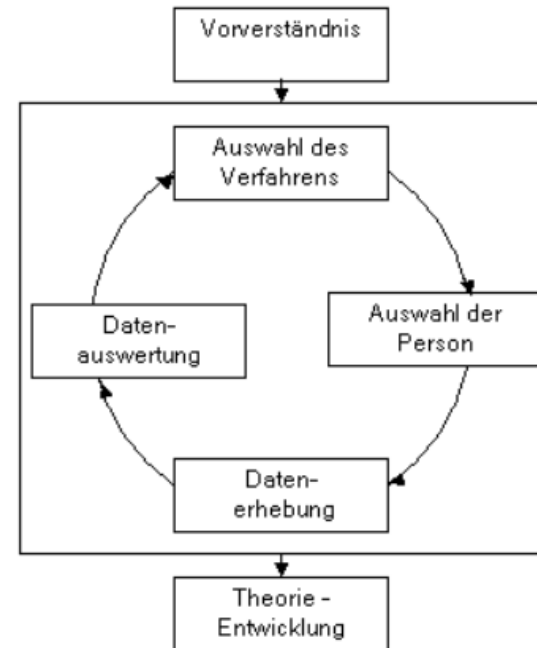 Vorverständnis
Auswahl des
Verfahrens
Auswahl der
Person
Daten-
auswertung
Daten-
erhebung
Theorie -
Entwicklung